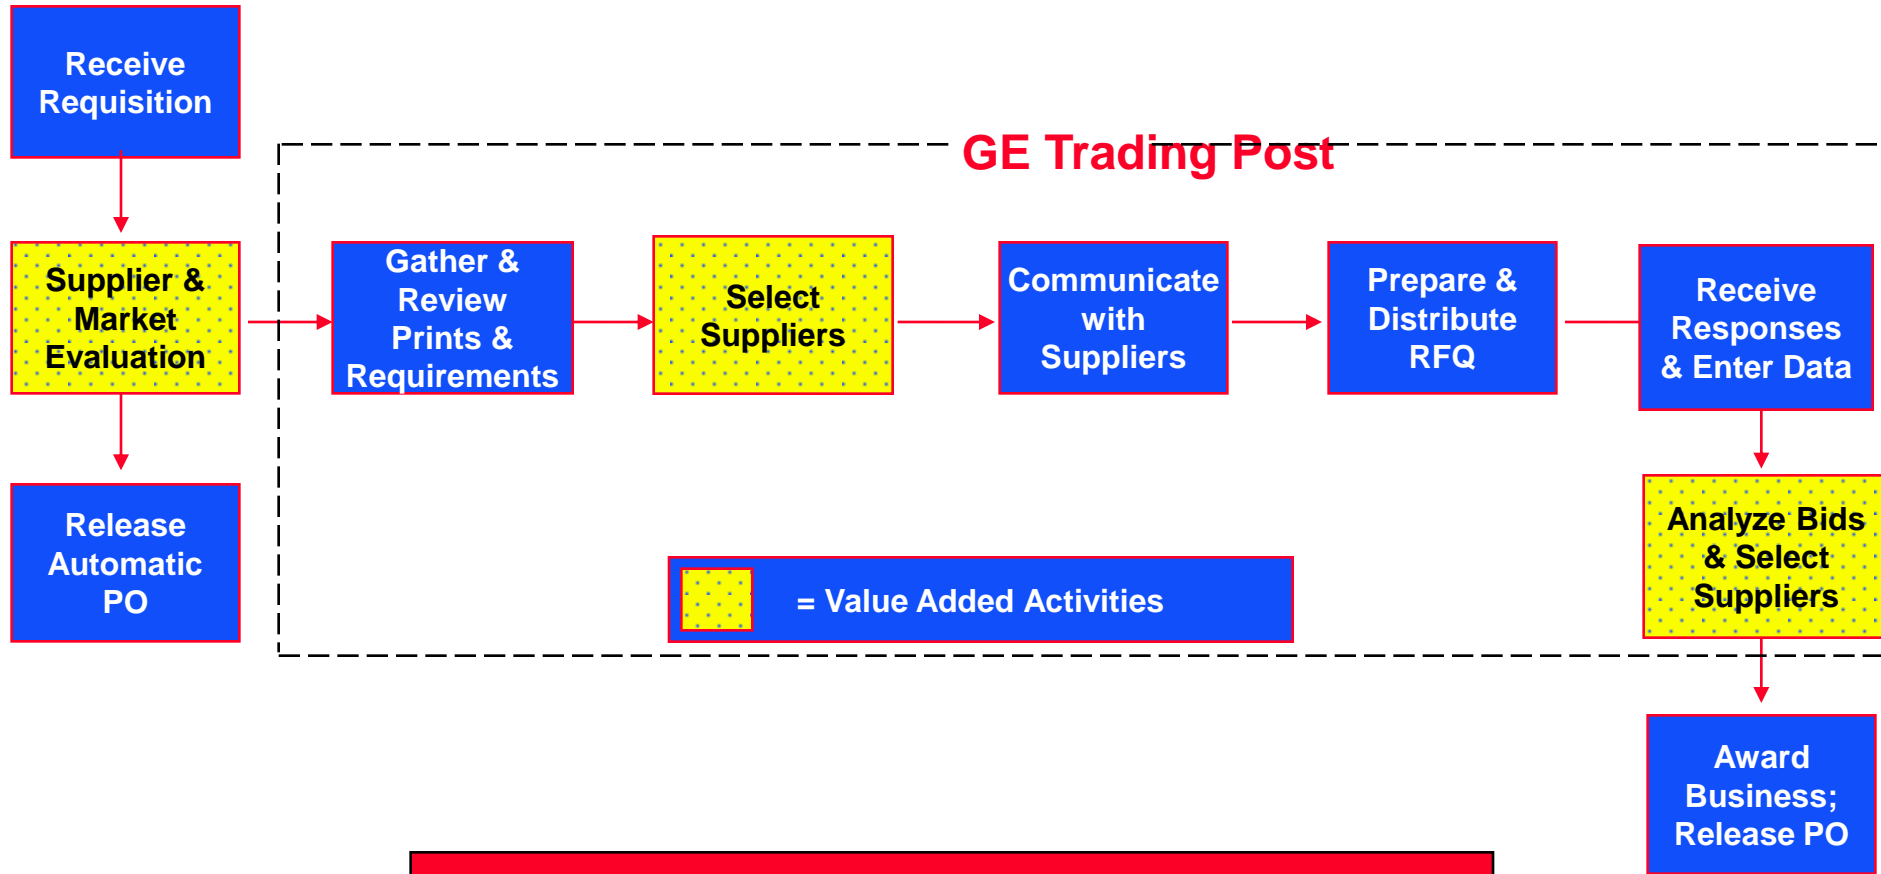 Receive
Requisition
GE Trading Post
Supplier &
Market
Evaluation
Gather &
Review
Prints &
Requirements
Select
Suppliers
Communicate
with
Suppliers
Prepare &
Distribute
RFQ
Receive
Responses
& Enter Data
Release
Automatic
PO
= Value Added Activities
Analyze Bids
& Select
Suppliers
Award
Business;
Release PO